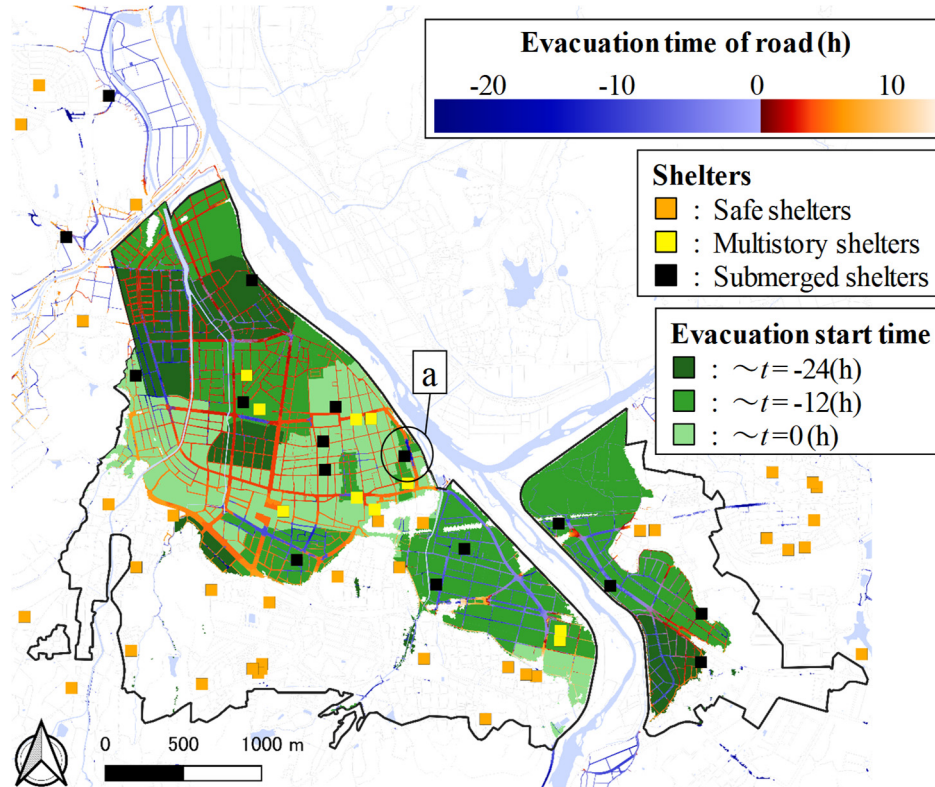 Evacuation time of road (h)
-20 -10 0 10
Shelters
: Safe shelters
: Multistory shelters
: Submerged shelters
Evacuation start time
: ～t = -24(h)
: ～t = -12(h)
: ～t =0 (h)
a
0 500 1000 m